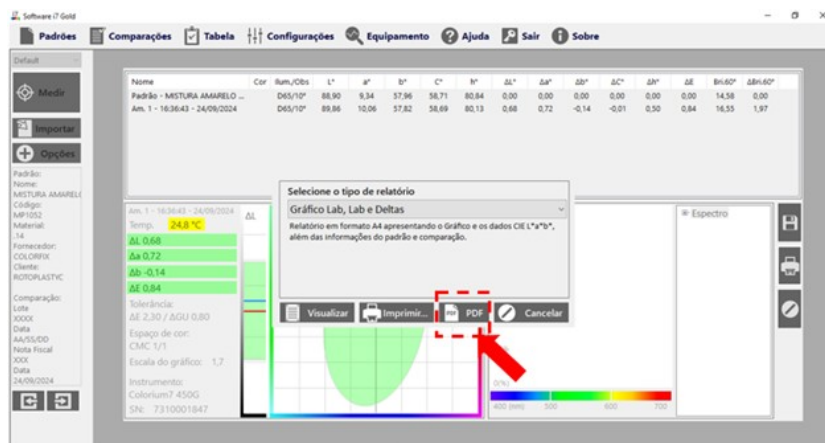 Software i7 Gold
Padrões Comparações Tabela Configurações Equipamento Ajuda Sair Sobre
Default
Medir
Importar
Opções
Padrão:
Nome:
MISTURA AMARELO
Código:
MP1052
Material:
.14
Fornecedor:
COLORFIX
Cliente:
ROTOPLASTYC
Comparação:
Lote
XXXX
Data
AA/SS/DD
Nota Fiscal
XXX
Data
24/09/2024
Nome Cor Ilum./Obs L* a* b* C* h* ΔL* Δa* Δb* ΔC* Δh* ΔE Bri.60° ΔBri.60°
Padrão - MISTURA AMARELO ... D65/10° 88,90 9,34 57,96 58,71 80,84 0,00 0,00 0,00 0,00 0,00 0,00 14,58 0,00
Am. 1 - 16:36:43 - 24/09/2024 D65/10° 89,86 10,06 57,82 58,69 80,13 0,68 0,72 -0,14 -0,01 0,50 0,84 16,55 1,97
Am. 1 - 16:36:43 - 24/09/2024
Temp. 24,8 °C
ΔL 0,68
Δa 0,72
Δb -0,14
ΔE 0,84
Tolerância:
ΔE 2,30 / ΔGU 0,80
Espaço de cor:
CMC 1/1
Escala do gráfico: 1,7
Instrumento:
Colorium7 450G
SN: 7310001847
ΔL
Selecione o tipo de relatório
Gráfico Lab, Lab e Deltas
Relatório em formato A4 apresentando o Gráfico e os dados CIE L*a*b*,
além das informações do padrão e comparação.
Visualizar Imprimir... PDF Cancelar
Espectro
400 (nm) 500 600 700